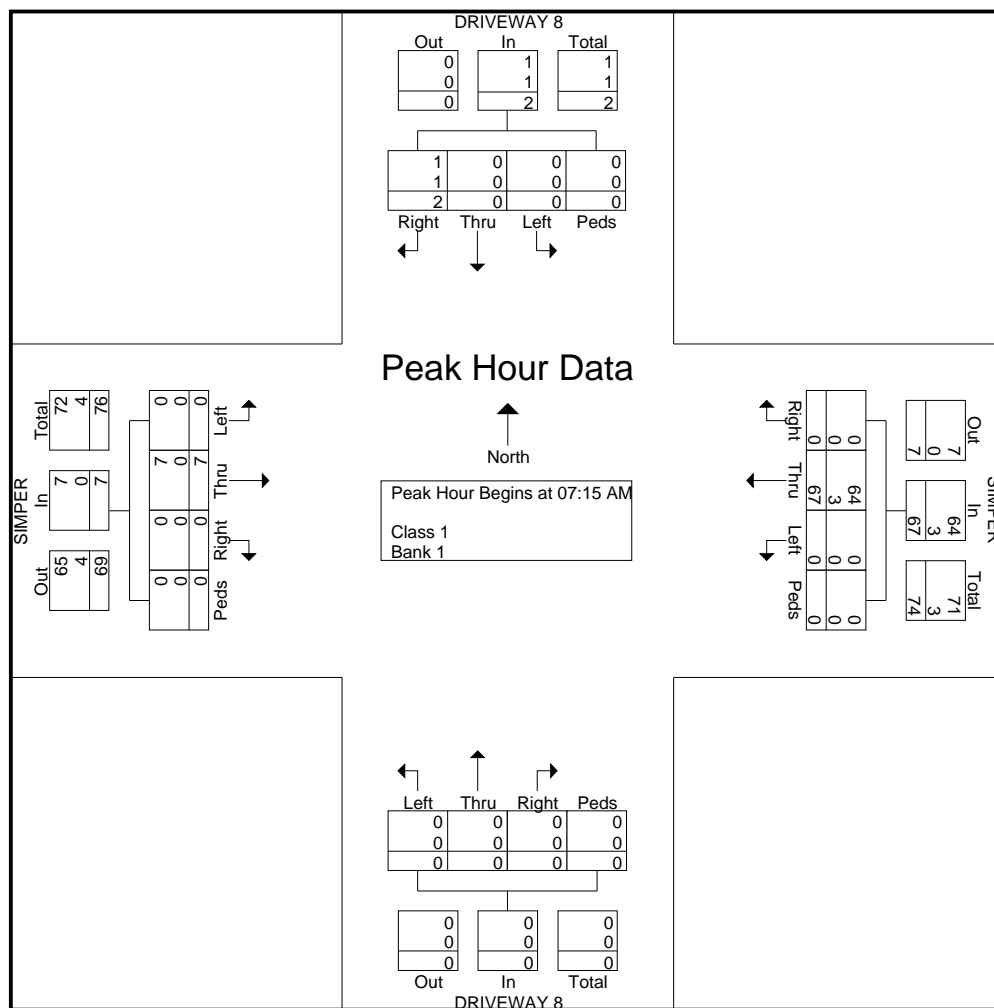 DRIVEWAY 8
Out In Total
0 1 1
0 1 1
0 2 2
1 0 0 0
1 0 0 0
2 0 0 0
Right Thru Left Peds
Peak Hour Data
North
Peak Hour Begins at 07:15 AM
Class 1
Bank 1
SIMPER
Total In Out
72 7 65
4 0 4
76 7 69
0 7 0 0
0 0 0 0
0 7 0 0
Left Thru Right Peds
SIMPER
Out In Total
7 64 71
0 3 3
7 67 74
0 64 0 0
0 3 0 0
0 67 0 0
Right Thru Left Peds
Left Thru Right Peds
0 0 0 0
0 0 0 0
0 0 0 0
0 0 0
0 0 0
0 0 0
Out In Total
DRIVEWAY 8